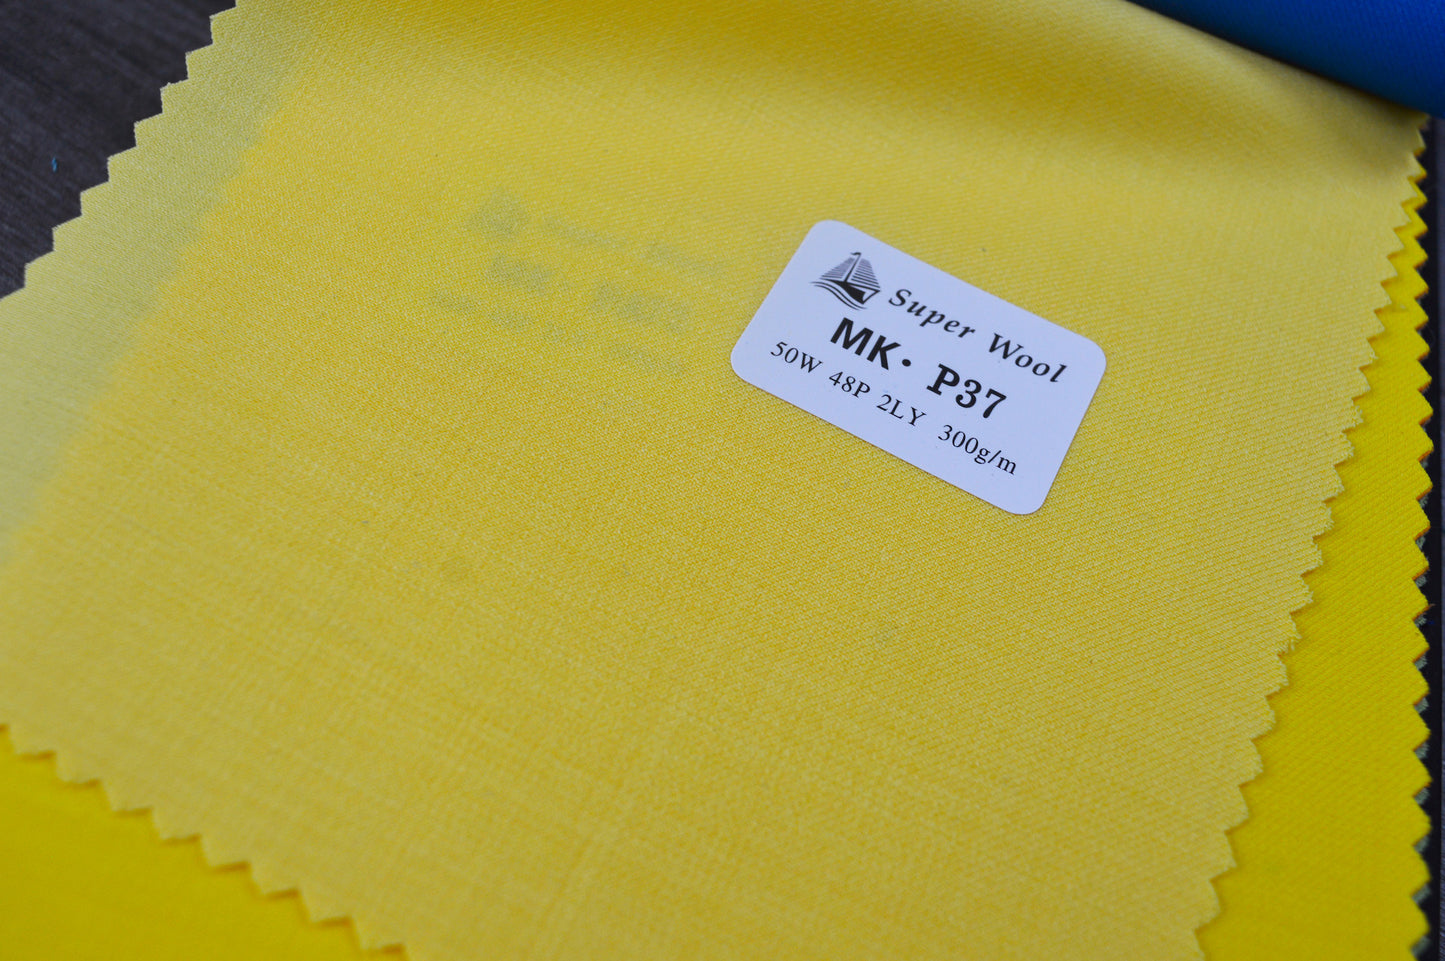 Super Wool
MK. P37
50W 48P 2LY 300g/m